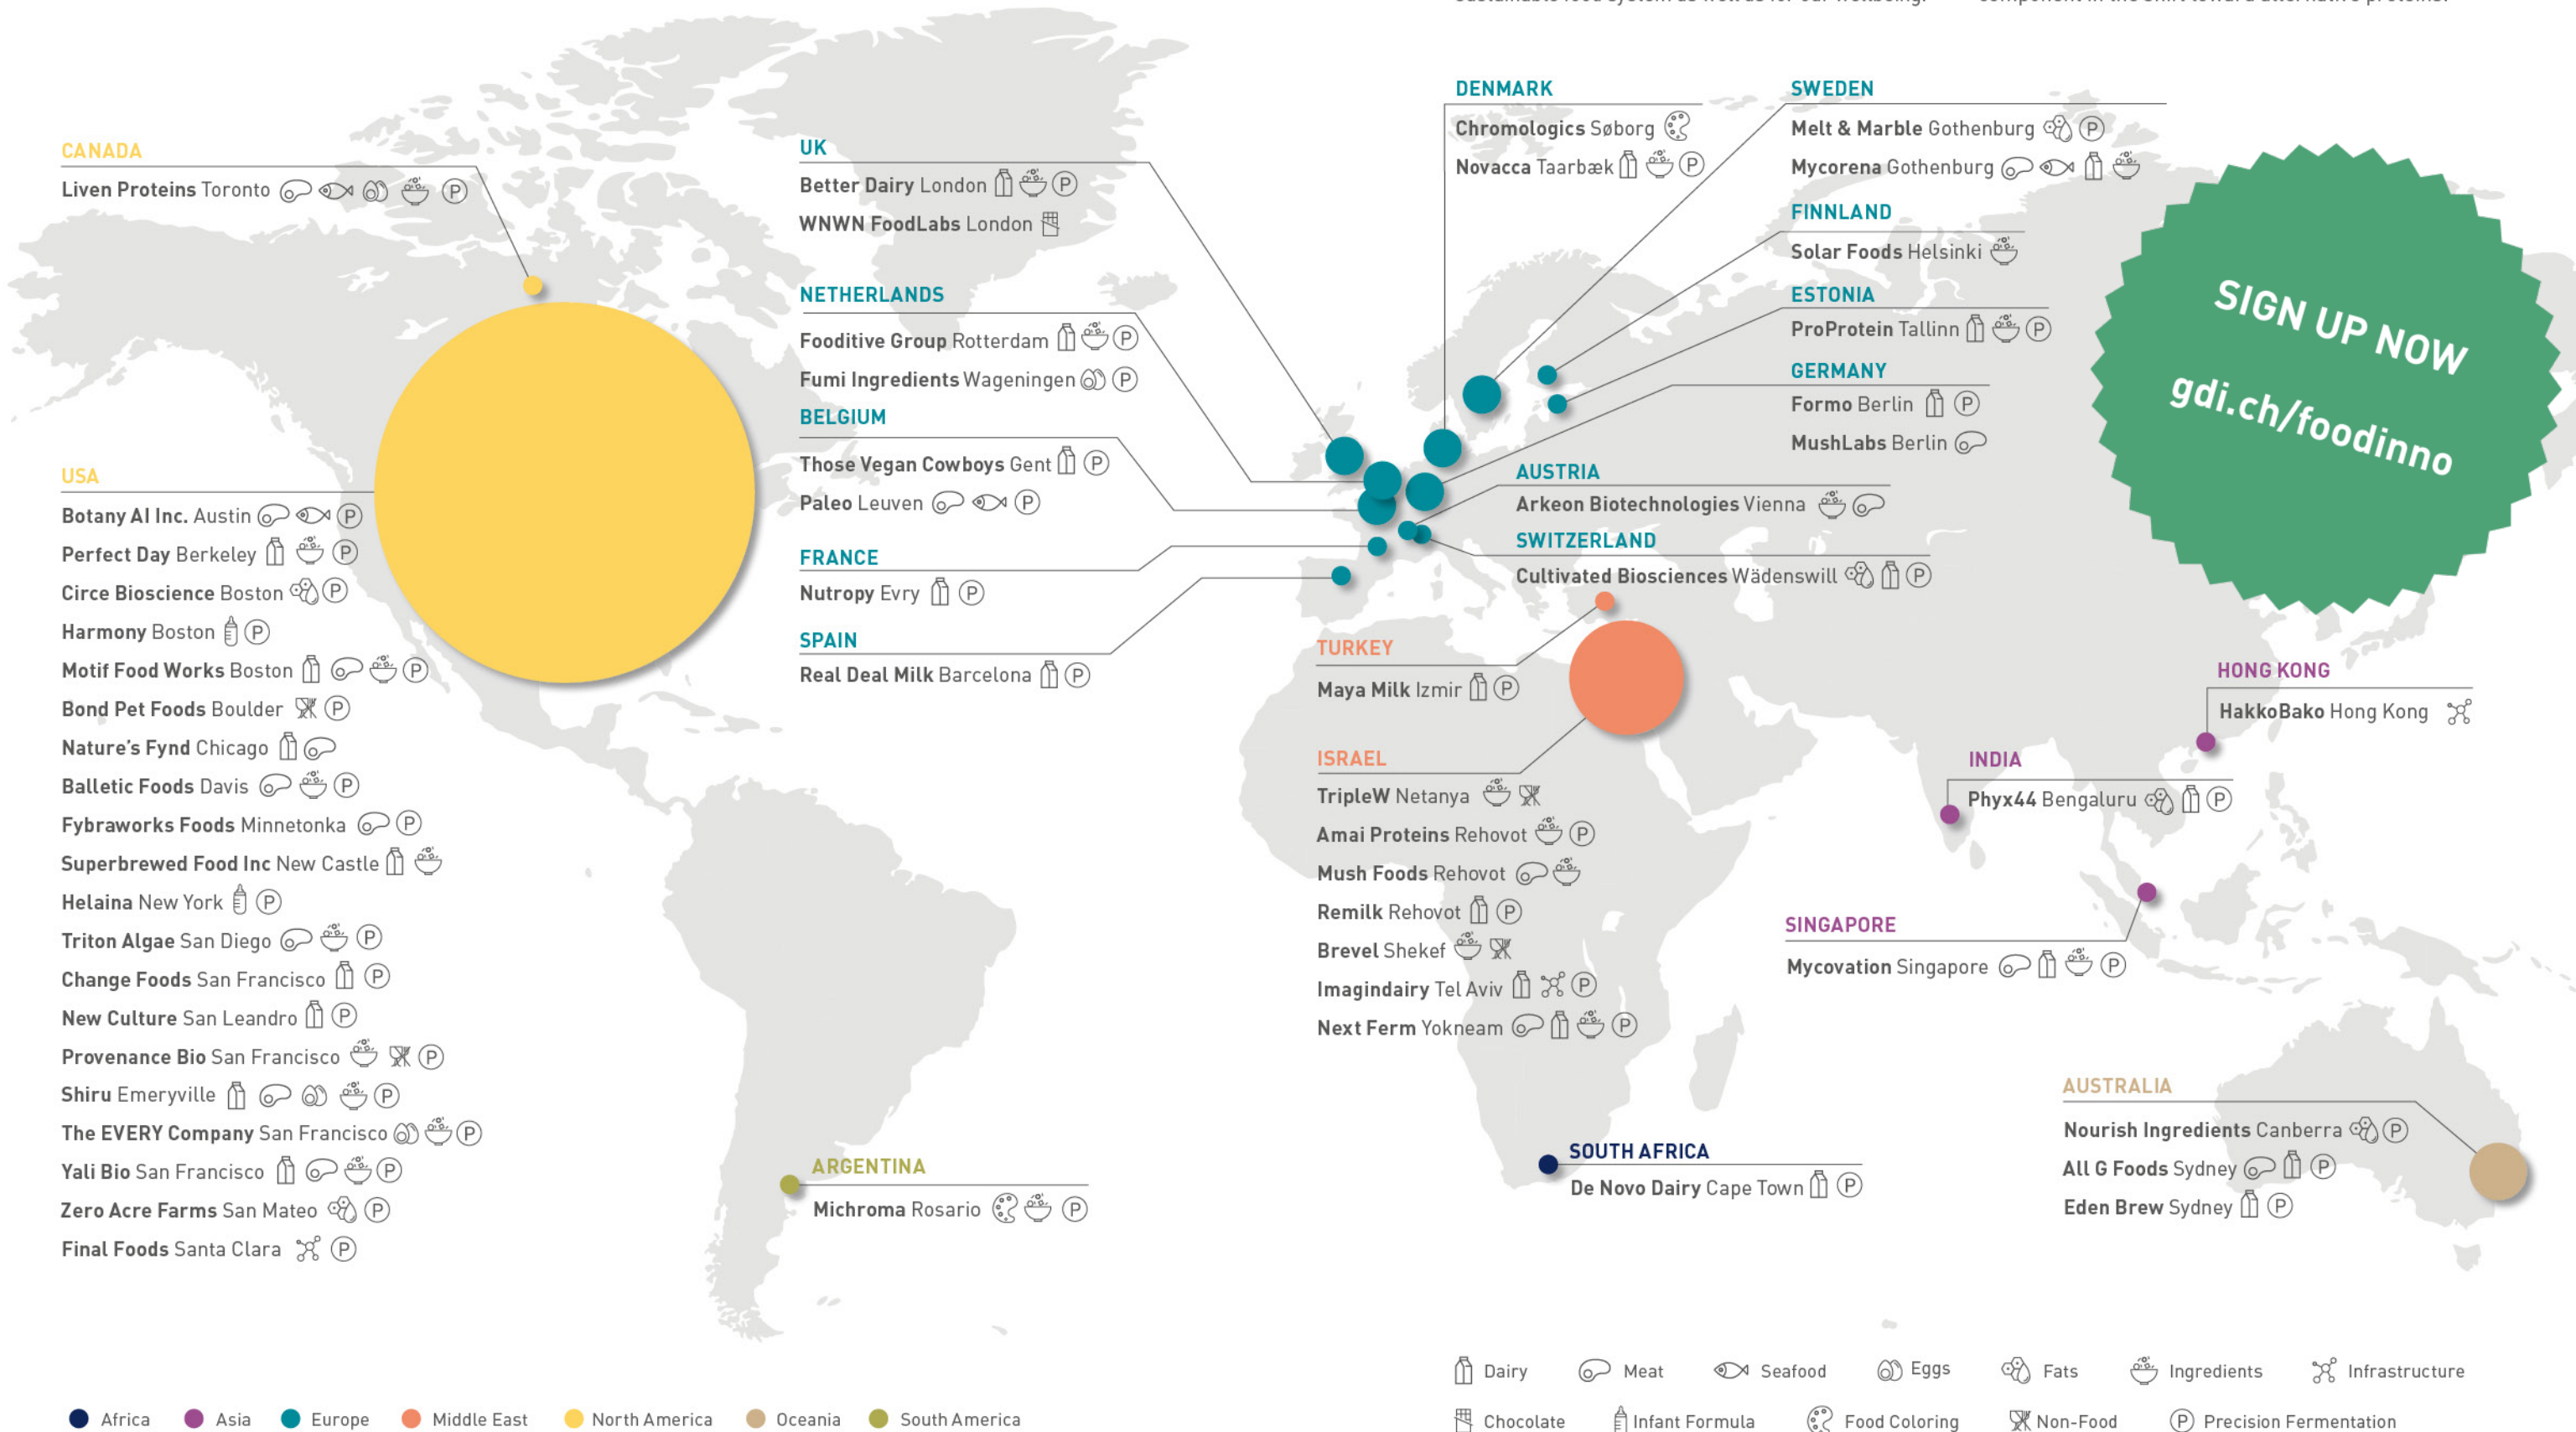 CANADA
Liven Proteins Toronto P
USA
Botany AI Inc. Austin P
Perfect Day Berkeley P
Circe Bioscience Boston P
Harmony Boston P
Motif Food Works Boston P
Bond Pet Foods Boulder P
Nature's Fynd Chicago
Balletic Foods Davis P
Fybraworks Foods Minnetonka P
Superbrewed Food Inc New Castle
Helaina New York P
Triton Algae San Diego P
Change Foods San Francisco P
New Culture San Leandro P
Provenance Bio San Francisco P
Shiru Emeryville P
The EVERY Company San Francisco P
Yali Bio San Francisco P
Zero Acre Farms San Mateo P
Final Foods Santa Clara P
UK
Better Dairy London P
WNWN FoodLabs London
NETHERLANDS
Fooditive Group Rotterdam P
Fumi Ingredients Wageningen P
BELGIUM
Those Vegan Cowboys Gent P
Paleo Leuven P
FRANCE
Nutropy Evry P
SPAIN
Real Deal Milk Barcelona P
ARGENTINA
Michroma Rosario P
DENMARK
Chromologics Søborg
Novacca Taarbæk P
SWEDEN
Melt & Marble Gothenburg P
Mycorena Gothenburg
FINNLAND
Solar Foods Helsinki
ESTONIA
ProProtein Tallinn P
GERMANY
Formo Berlin P
MushLabs Berlin
AUSTRIA
Arkeon Biotechnologies Vienna
SWITZERLAND
Cultivated Biosciences Wädenswill P
TURKEY
Maya Milk Izmir P
ISRAEL
TripleW Netanya
Amai Proteins Rehovot P
Mush Foods Rehovot
Remilk Rehovot P
Brevel Shekef
Imagindairy Tel Aviv P
Next Ferm Yokneam P
SOUTH AFRICA
De Novo Dairy Cape Town P
SIGN UP NOW
gdi.ch/foodinno
HONG KONG
HakkoBako Hong Kong
INDIA
Phyx44 Bengaluru P
SINGAPORE
Mycovation Singapore P
AUSTRALIA
Nourish Ingredients Canberra P
All G Foods Sydney P
Eden Brew Sydney P
Africa Asia Europe Middle East North America Oceania South America
Dairy Meat Seafood Eggs Fats Ingredients Infrastructure
Chocolate Infant Formula Food Coloring Non-Food P Precision Fermentation